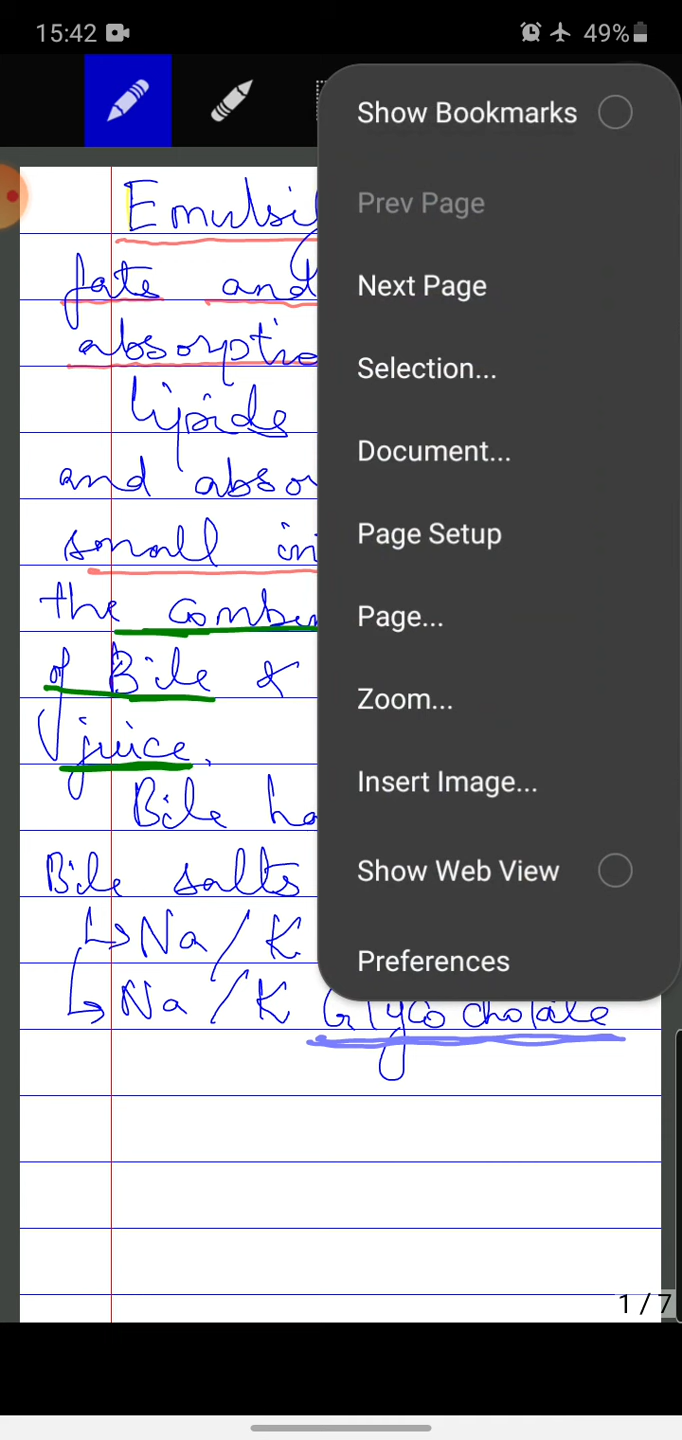 15:42 49%
Show Bookmarks
Prev Page
Next Page
Selection...
Document...
Page Setup
Page...
Zoom...
Insert Image...
Show Web View
Preferences
Emulsi
fats and
absorptio
lipids
and abso
small in
the combin
of Bile &
juice.
Bile ha
Bile salts
↳ Na/K
↳ Na/K Glyco cholate
1 / 7